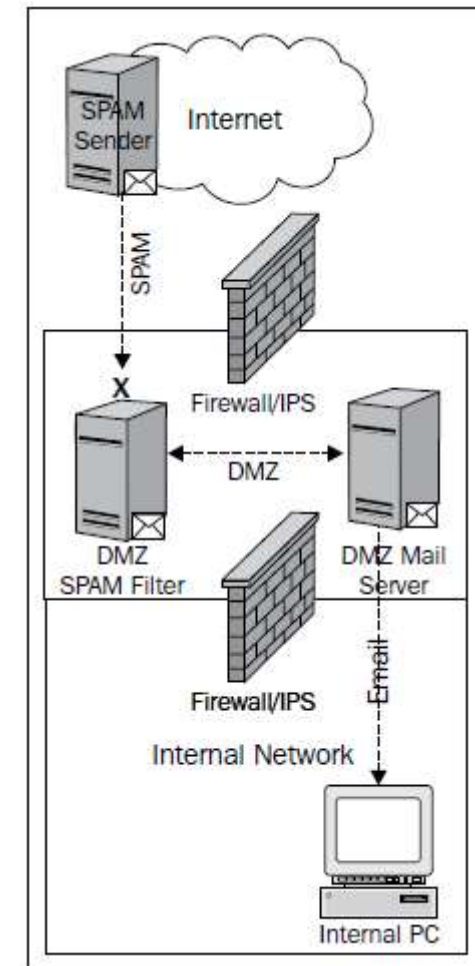 SPAM
Sender
Internet
SPAM
X
Firewall/IPS
DMZ
DMZ
SPAM Filter
DMZ Mail
Server
Email
Firewall/IPS
Internal Network
Internal PC